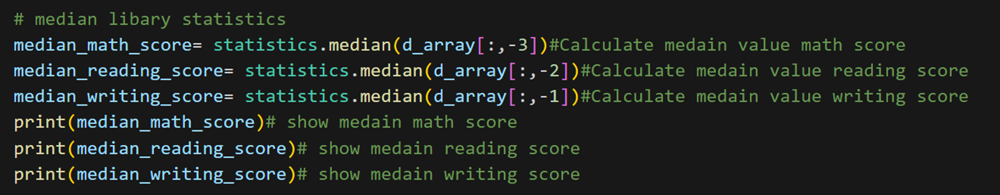 # median libary statistics
median_math_score= statistics.median(d_array[:,-3])#Calculate medain value math score
median_reading_score= statistics.median(d_array[:,-2])#Calculate medain value reading score
median_writing_score= statistics.median(d_array[:,-1])#Calculate medain value writing score
print(median_math_score)# show medain math score
print(median_reading_score)# show medain reading score
print(median_writing_score)# show medain writing score